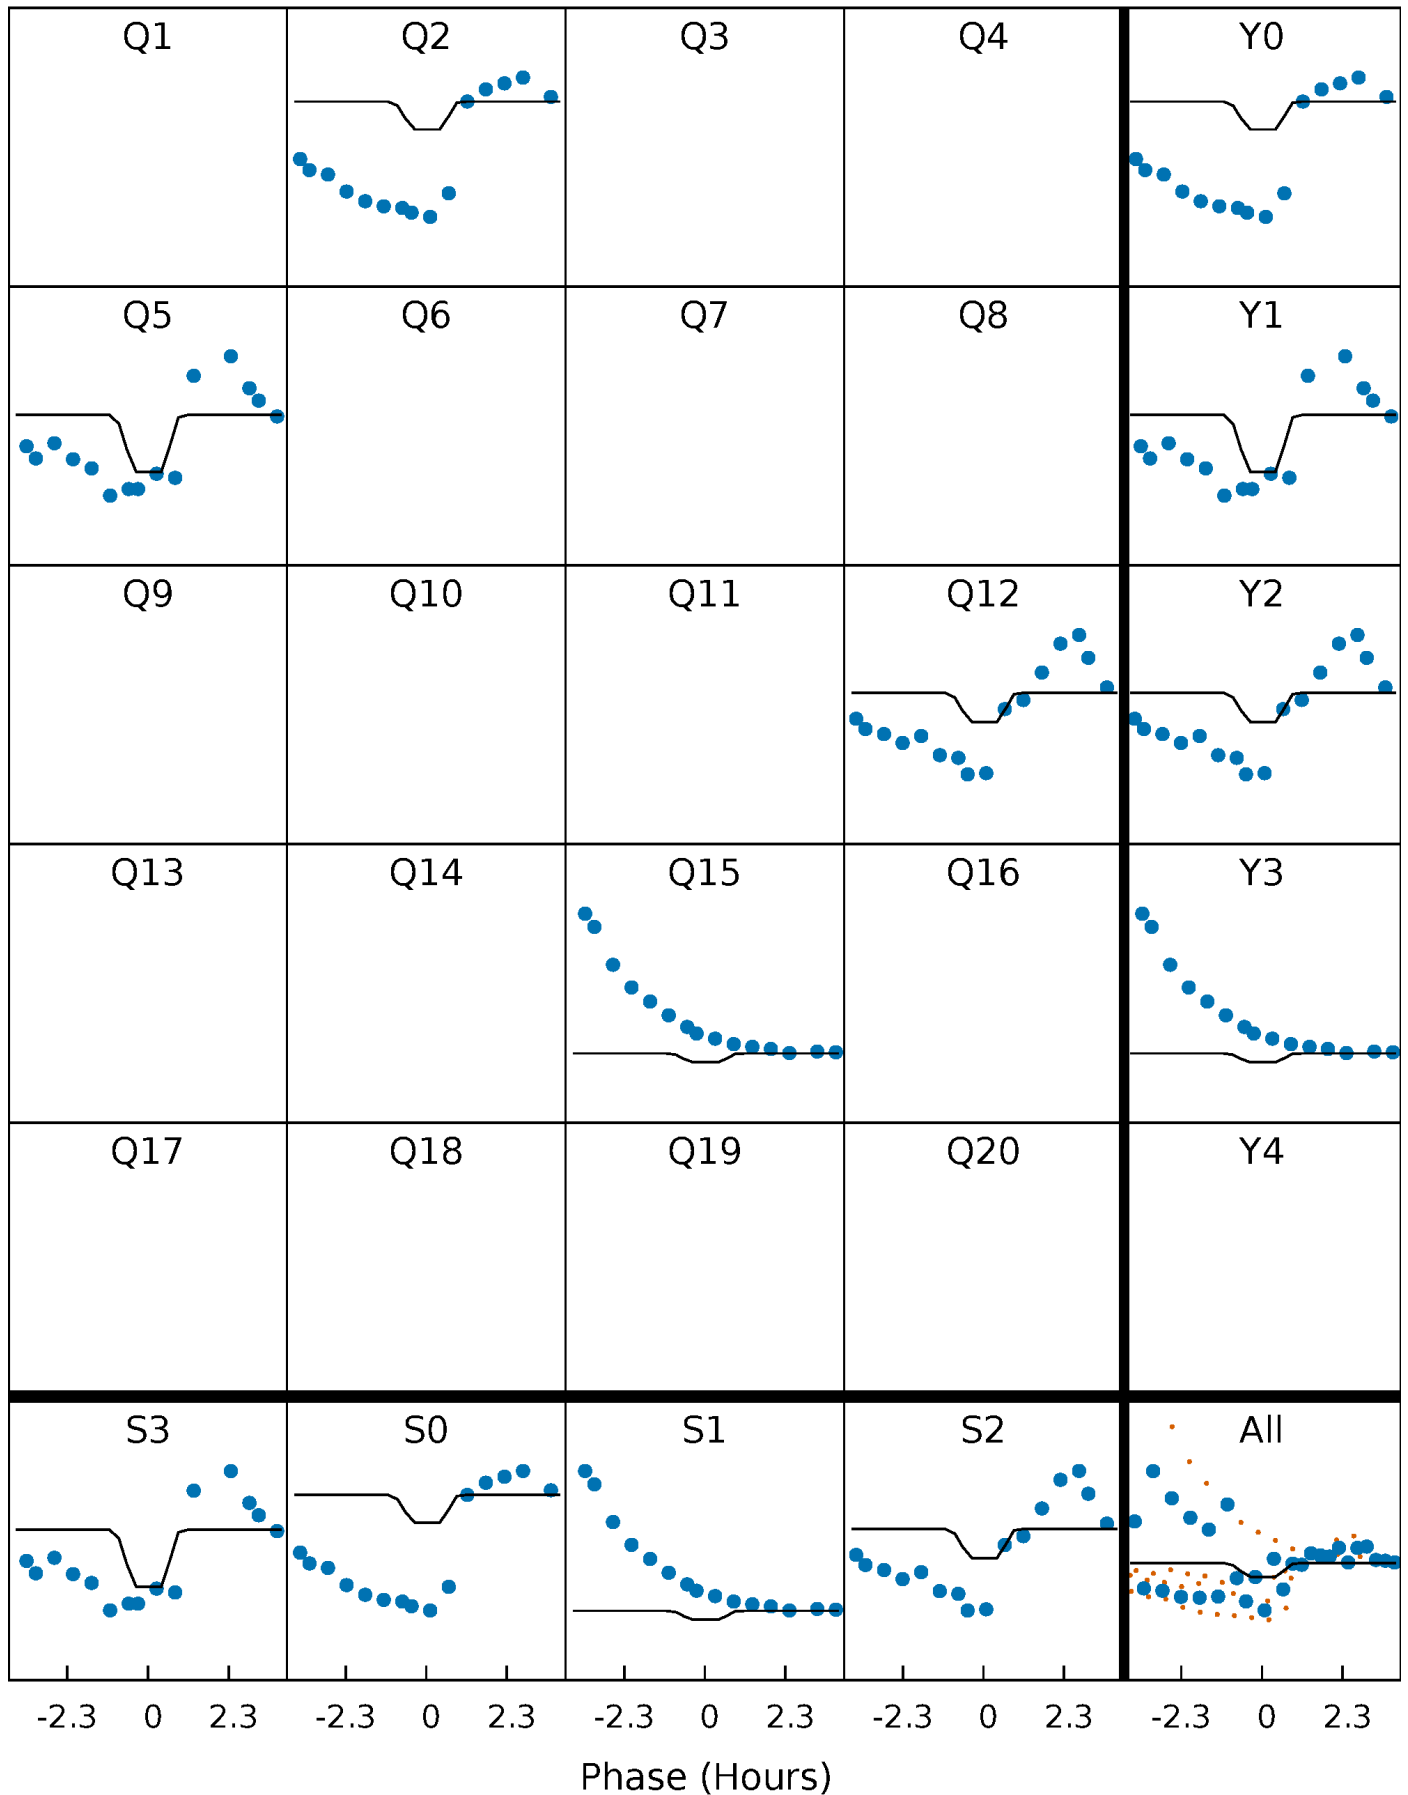 Q1 Q2 Q3 Q4 Y0
Q5 Q6 Q7 Q8 Y1
Q9 Q10 Q11 Q12 Y2
Q13 Q14 Q15 Q16 Y3
Q17 Q18 Q19 Q20 Y4
S3 S0 S1 S2 All
-2.3 0 2.3 -2.3 0 2.3 -2.3 0 2.3 -2.3 0 2.3 -2.3 0 2.3
Phase (Hours)